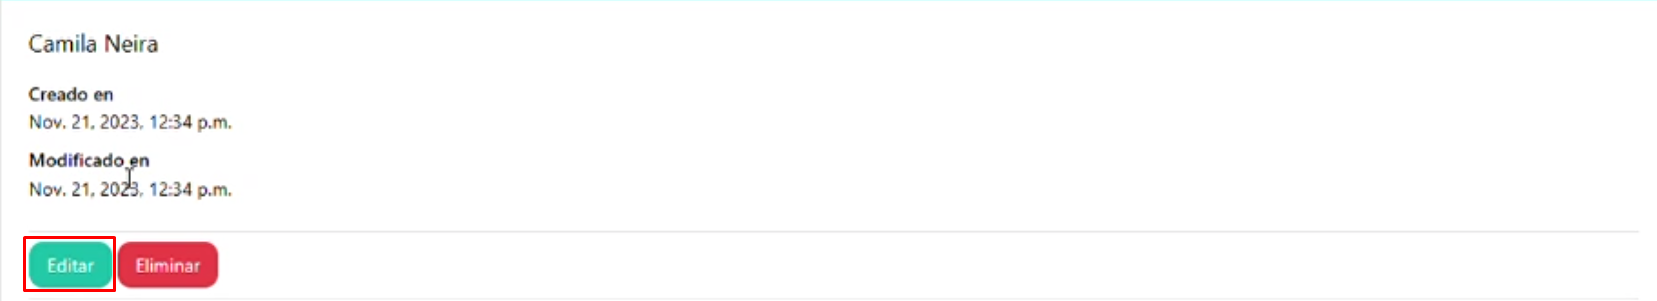 Camila Neira
Creado en
Nov. 21, 2023, 12:34 p.m.
Modificado en
Nov. 21, 2023, 12:34 p.m.
Editar
Eliminar